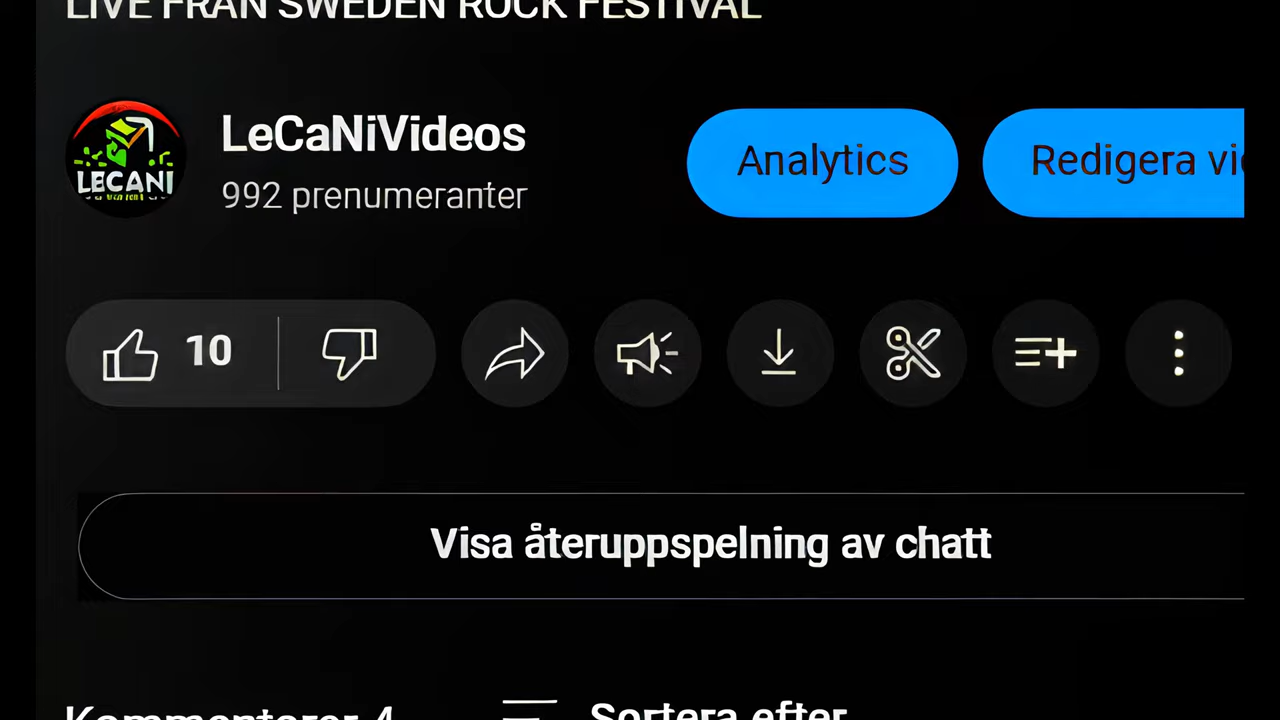 LIVE FRÅN SWEDEN ROCK FESTIVAL
LeCaNiVideos
992 prenumeranter
Analytics
Redigera
LECANI
10
Visa återuppspelning av chatt
Kommentarer 4
Sortera efter